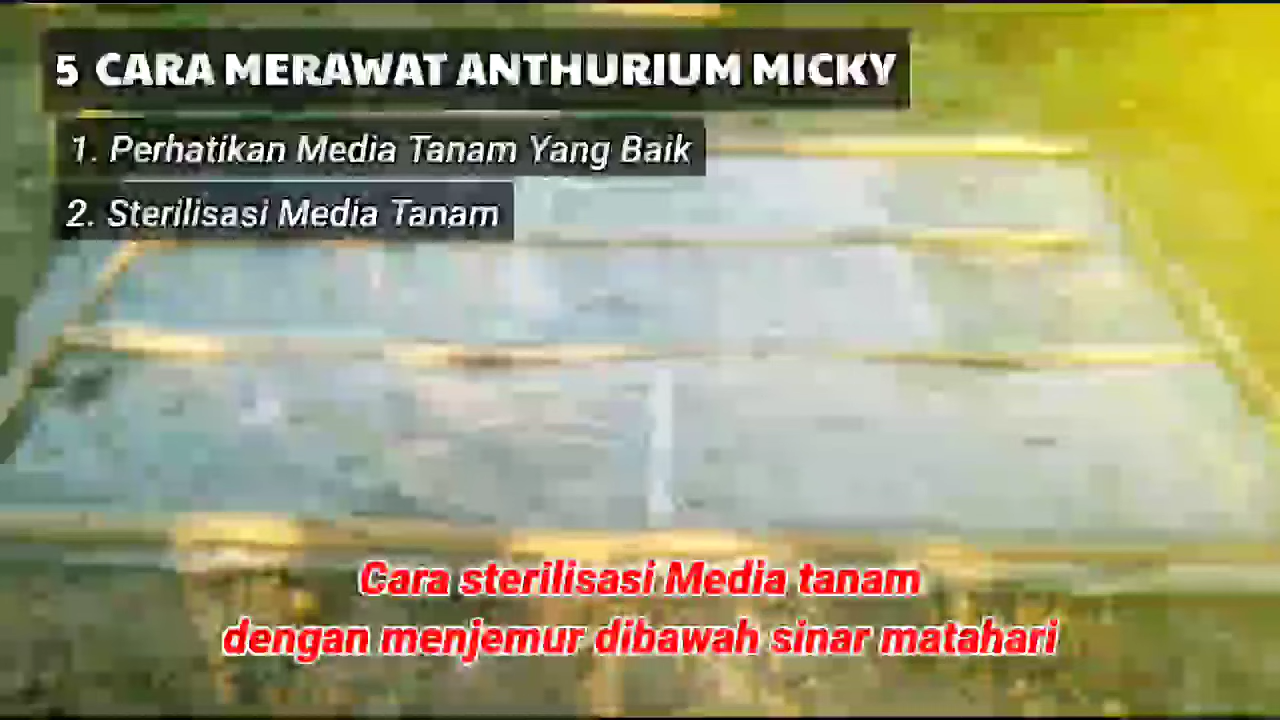 5 CARA MERAWAT ANTHURIUM MICKY
1. Perhatikan Media Tanam Yang Baik
2. Sterilisasi Media Tanam
Cara sterilisasi Media tanam
dengan menjemur dibawah sinar matahari